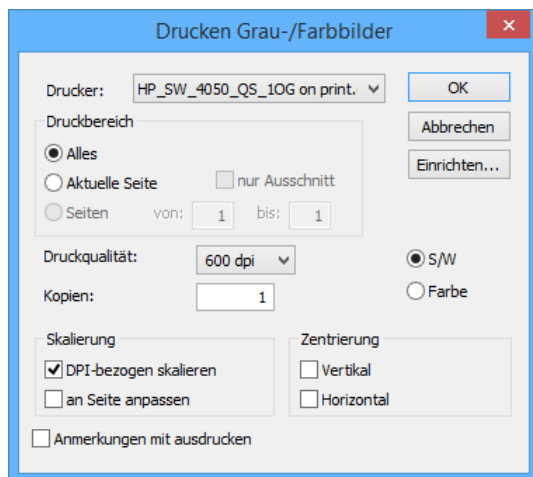 Drucken Grau-/Farbbilder
Drucker: HP_SW_4050_QS_1OG on print. OK
Druckbereich Abbrechen
Alles Einrichten...
Aktuelle Seite nur Ausschnitt
Seiten von: 1 bis: 1
Druckqualität: 600 dpi S/W
Kopien: 1 Farbe
Skalierung Zentrierung
DPI-bezogen skalieren Vertikal
an Seite anpassen Horizontal
Anmerkungen mit ausdrucken